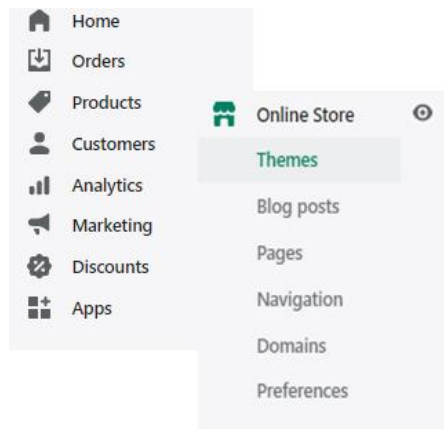 Home
Orders
Products
Customers
Analytics
Marketing
Discounts
Apps
Online Store
Themes
Blog posts
Pages
Navigation
Domains
Preferences